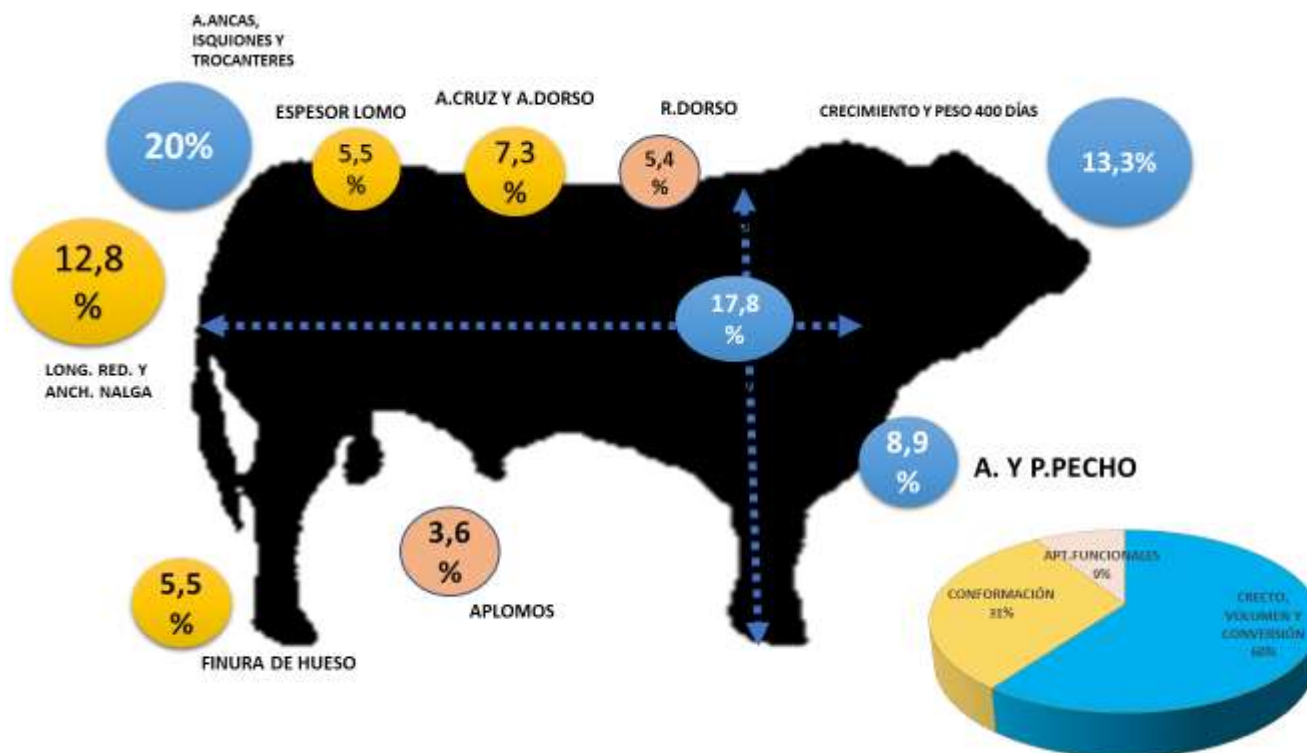 A.ANCAS,
ISQUIONES Y
TROCANTERES
20%
ESPESOR LOMO
5,5
%
A.CRUZ Y A.DORSO
7,3
%
R.DORSO
5,4
%
CRECIMIENTO Y PESO 400 DÍAS
13,3%
12,8
%
LONG. RED. Y
ANCH. NALGA
17,8
%
8,9
%
A. Y P.PECHO
3,6
%
APLOMOS
5,5
%
FINURA DE HUESO
APT.FUNCIONALES
9%
CONFORMACIÓN
31%
CRECTO,
VOLUMEN Y
CONVERSIÓN
60%